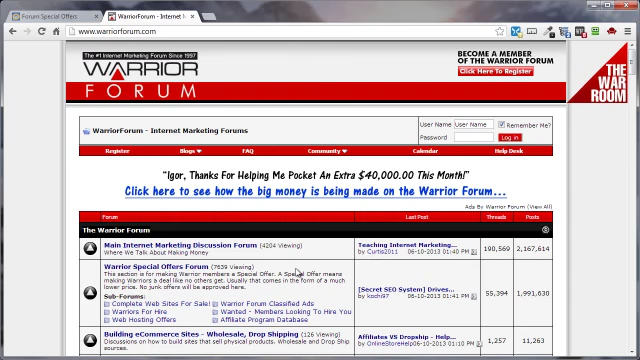 Forum Special Offers
WarriorForum - Internet M
www.warriorforum.com
The #1 Internet Marketing Forum Since 1997
WARRIOR
FORUM
BECOME A MEMBER
OF THE WARRIOR FORUM
Click Here To Register
THE
WAR
ROOM
WarriorForum - Internet Marketing Forums
User Name User Name Remember Me?
Password Log in
Register Blogs FAQ Community Calendar Help Desk
“Igor, Thanks For Helping Me Pocket An Extra $40,000.00 This Month!”
Click here to see how the big money is being made on the Warrior Forum...
Ads By Warrior Forum (View All)
Forum Last Post Threads Posts
The Warrior Forum
Main Internet Marketing Discussion Forum (4204 Viewing)
Where We Talk About Making Money
Teaching Internet Marketing...
by Curtis2011 06-10-2013 01:41 PM
190,569 2,167,614
Warrior Special Offers Forum (7639 Viewing)
This section is for making Warrior members a Special Offer. A Special Offer means
making Warriors a deal like no others get. Usually that comes in the form of a much
lower price. No junk offers will be approved here.
Sub-Forums:
Complete Web Sites For Sale! Warrior Forum Classified Ads
Warriors For Hire Wanted - Members Looking To Hire You
Web Hosting Offers Affiliate Program Database
[Secret SEO System] Drives...
by kochi97 06-10-2013 01:40 PM
55,394 1,991,630
Building eCommerce Sites - Wholesale, Drop Shipping (126 Viewing)
Discussions on how to build sites that sell physical products. Wholesale and Drop Ship
sources.
Affiliates VS Dropship - Help...
by OnlineStoreHelp 06-10-2013 01:10 PM
1,257 11,263